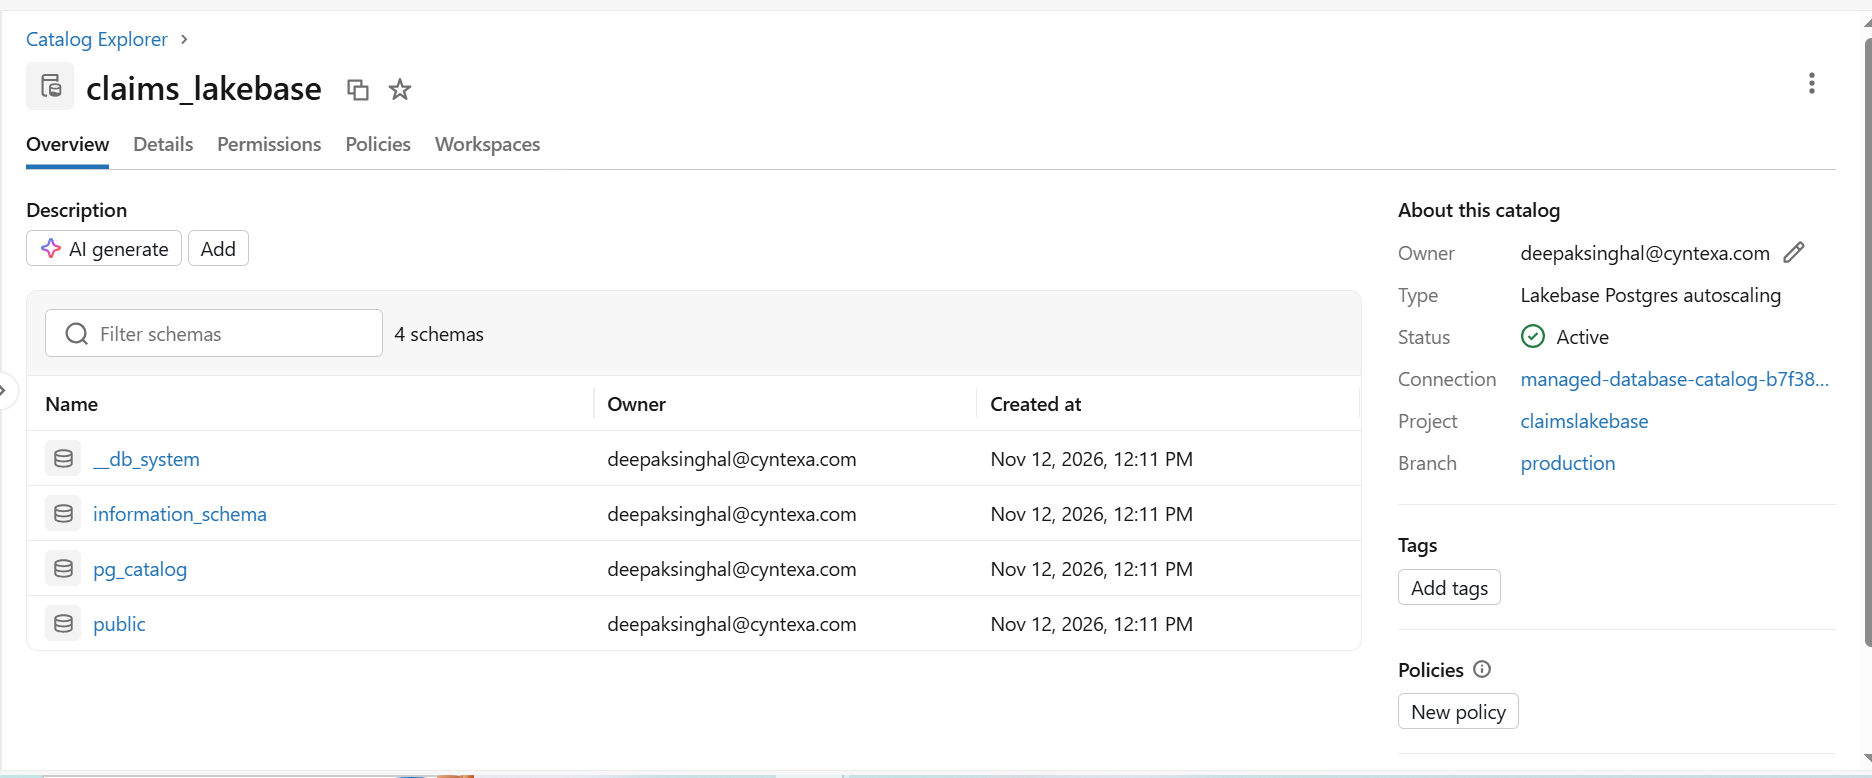 Catalog Explorer
claims_lakebase
Overview Details Permissions Policies Workspaces
Description
AI generate Add
Filter schemas 4 schemas
Name Owner Created at
__db_system deepaksinghal@cyntexa.com Nov 12, 2026, 12:11 PM
information_schema deepaksinghal@cyntexa.com Nov 12, 2026, 12:11 PM
pg_catalog deepaksinghal@cyntexa.com Nov 12, 2026, 12:11 PM
public deepaksinghal@cyntexa.com Nov 12, 2026, 12:11 PM
About this catalog
Owner deepaksinghal@cyntexa.com
Type Lakebase Postgres autoscaling
Status Active
Connection managed-database-catalog-b7f38...
Project claimslakebase
Branch production
Tags
Add tags
Policies
New policy